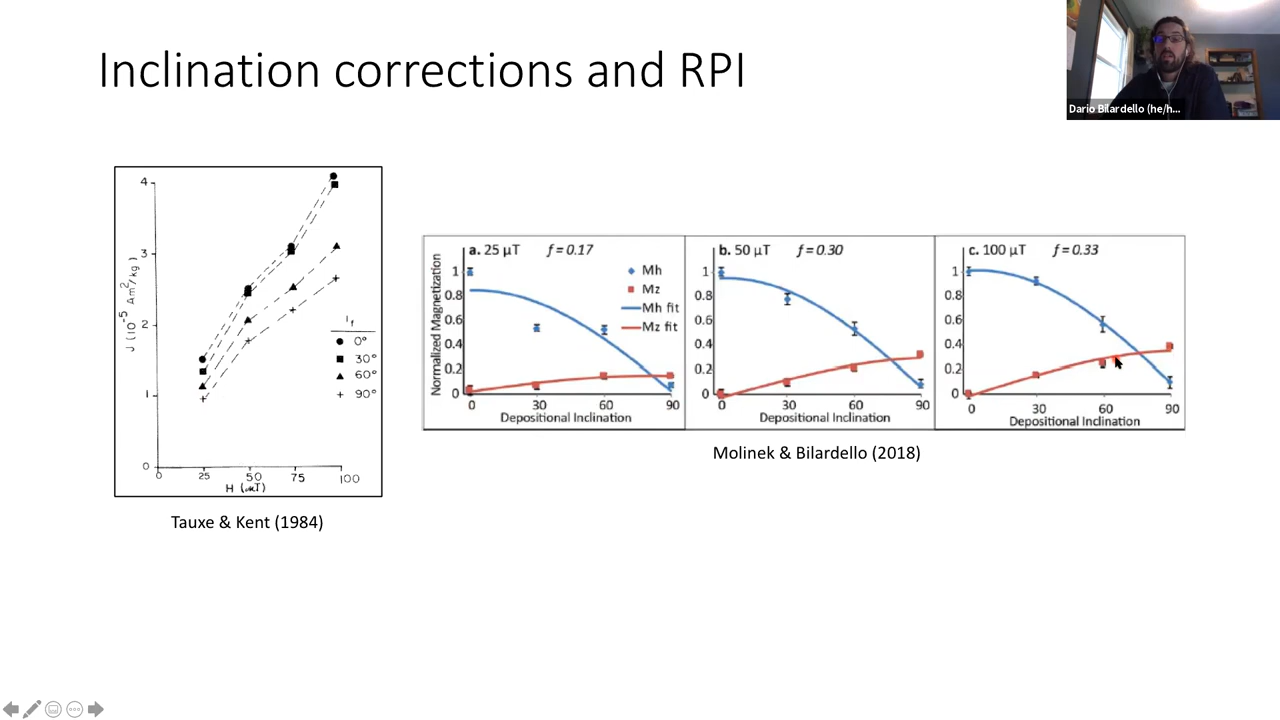 Inclination corrections and RPI
Dario Bilardello (he/h...
4
3
2
1
0
J (10⁻⁵ Am²/kg)
0 25 50 75 100
H (μT)
I_f
0°
30°
60°
90°
Tauxe & Kent (1984)
a. 25 μT f=0.17
Normalized Magnetization
1
0.8
0.6
0.4
0.2
0
Mh
Mz
Mh fit
Mz fit
0 30 60 90
Depositional Inclination
b. 50 μT f=0.30
1
0.8
0.6
0.4
0.2
0
0 30 60 90
Depositional Inclination
c. 100 μT f=0.33
1
0.8
0.6
0.4
0.2
0
0 30 60 90
Depositional Inclination
Molinek & Bilardello (2018)